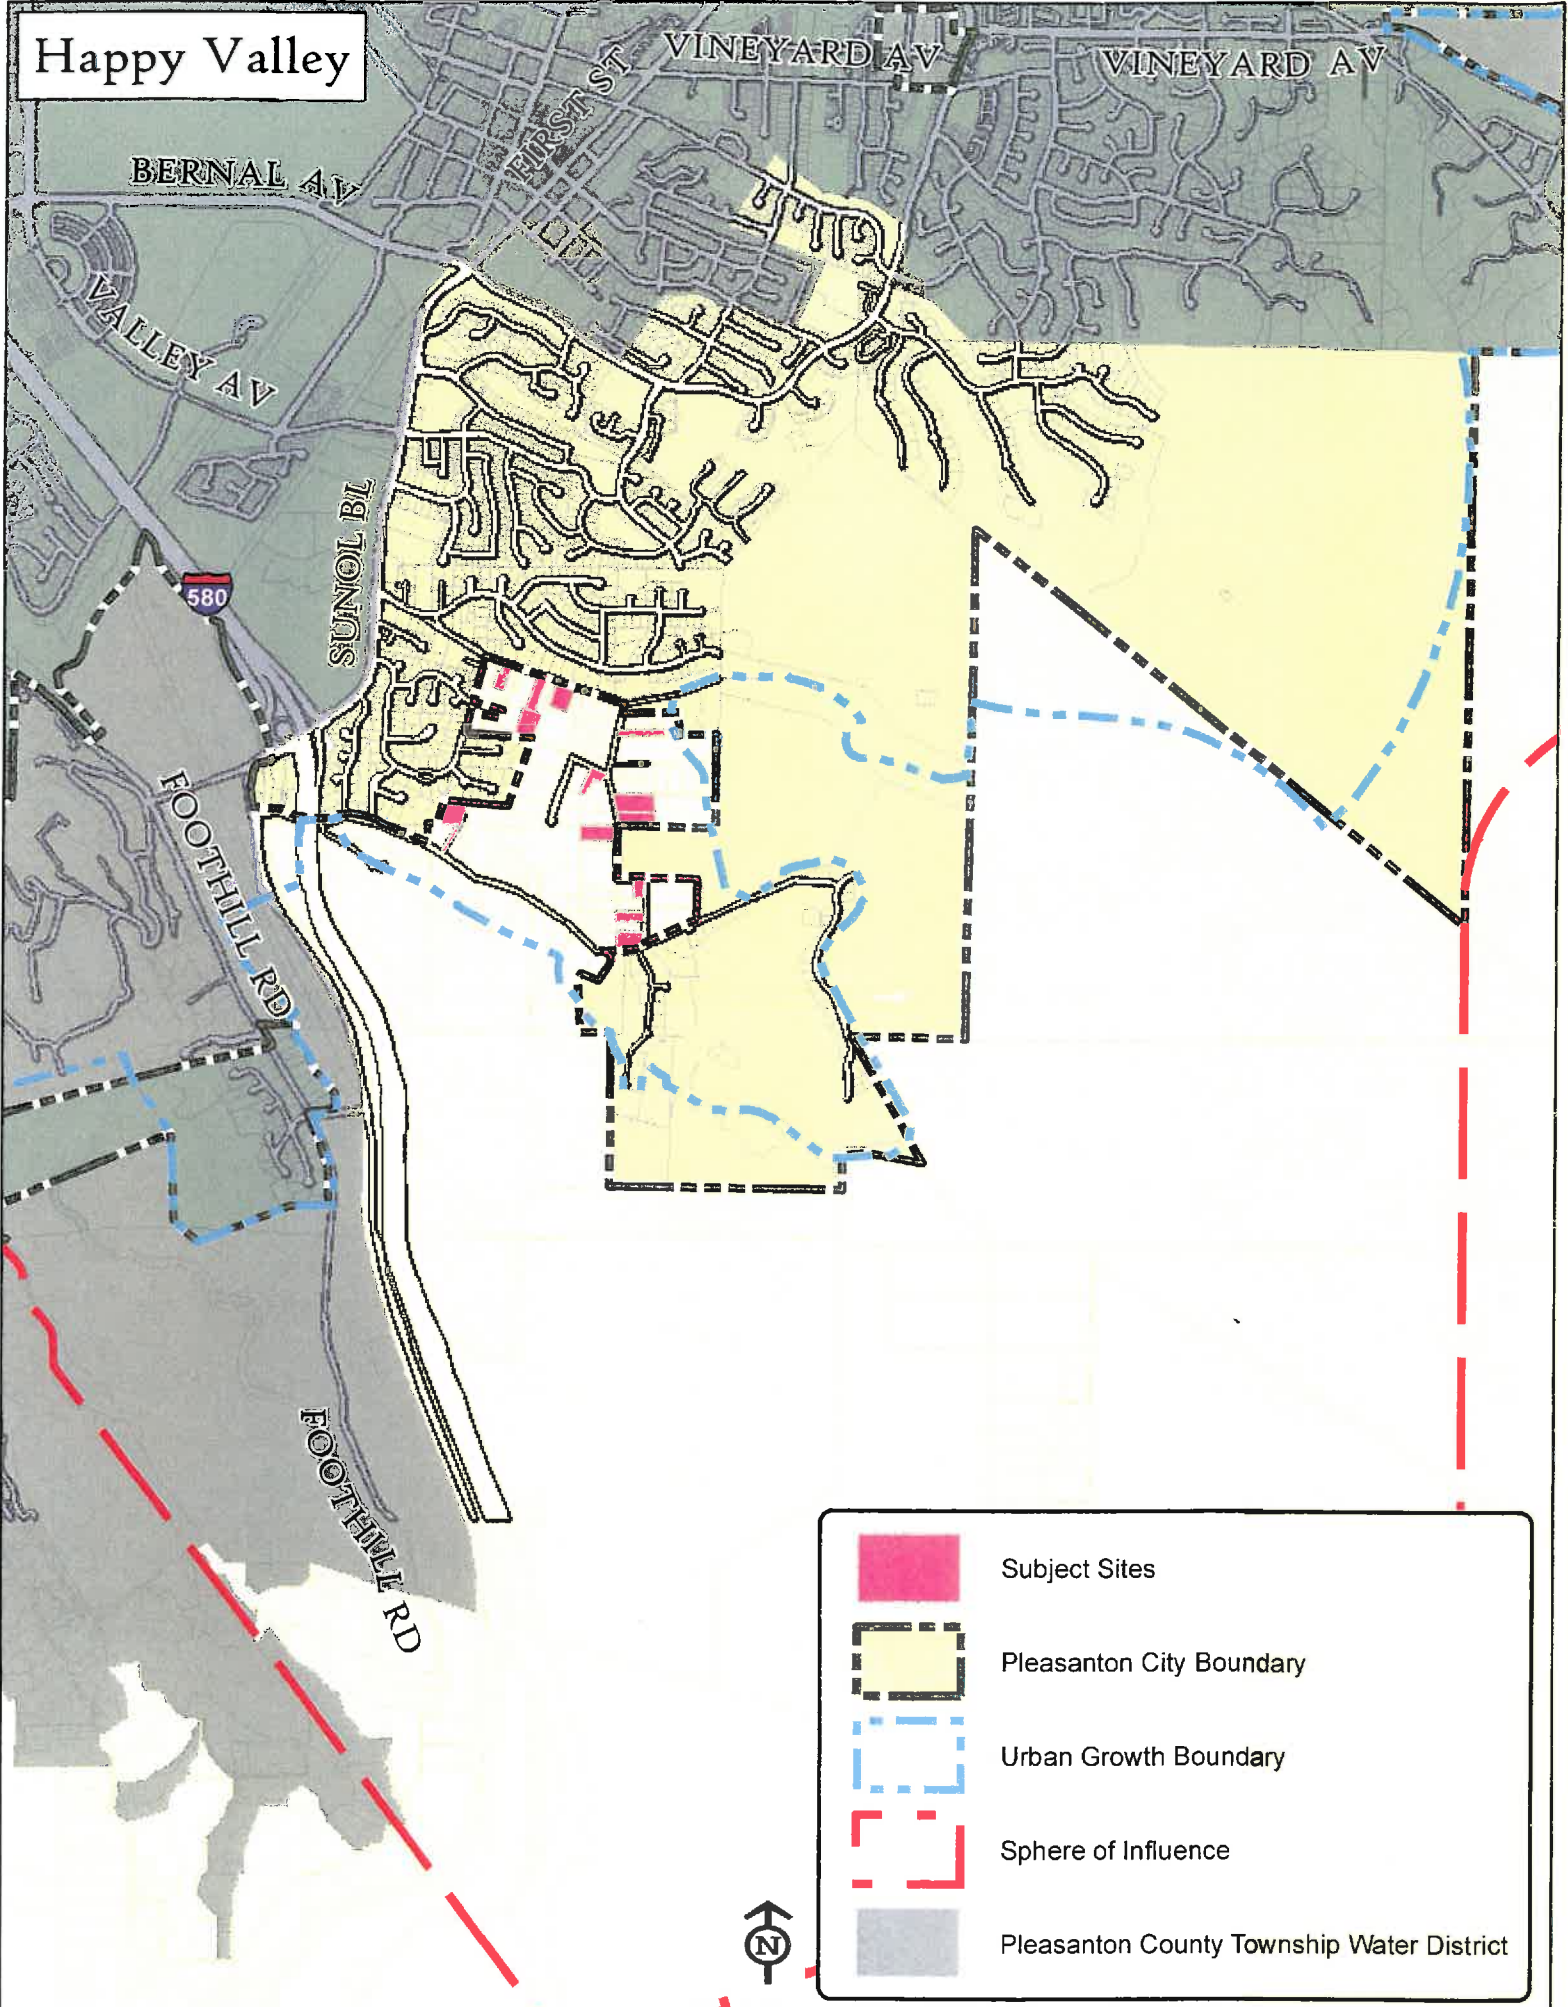 Happy Valley
VINEYARD AV
VINEYARD AV
FIRST ST
BERNAL AV
VALLEY AV
SUNOL BL
580
FOOTHILL RD
FOOTHILL RD
Subject Sites
Pleasanton City Boundary
Urban Growth Boundary
Sphere of Influence
N
Pleasanton County Township Water District